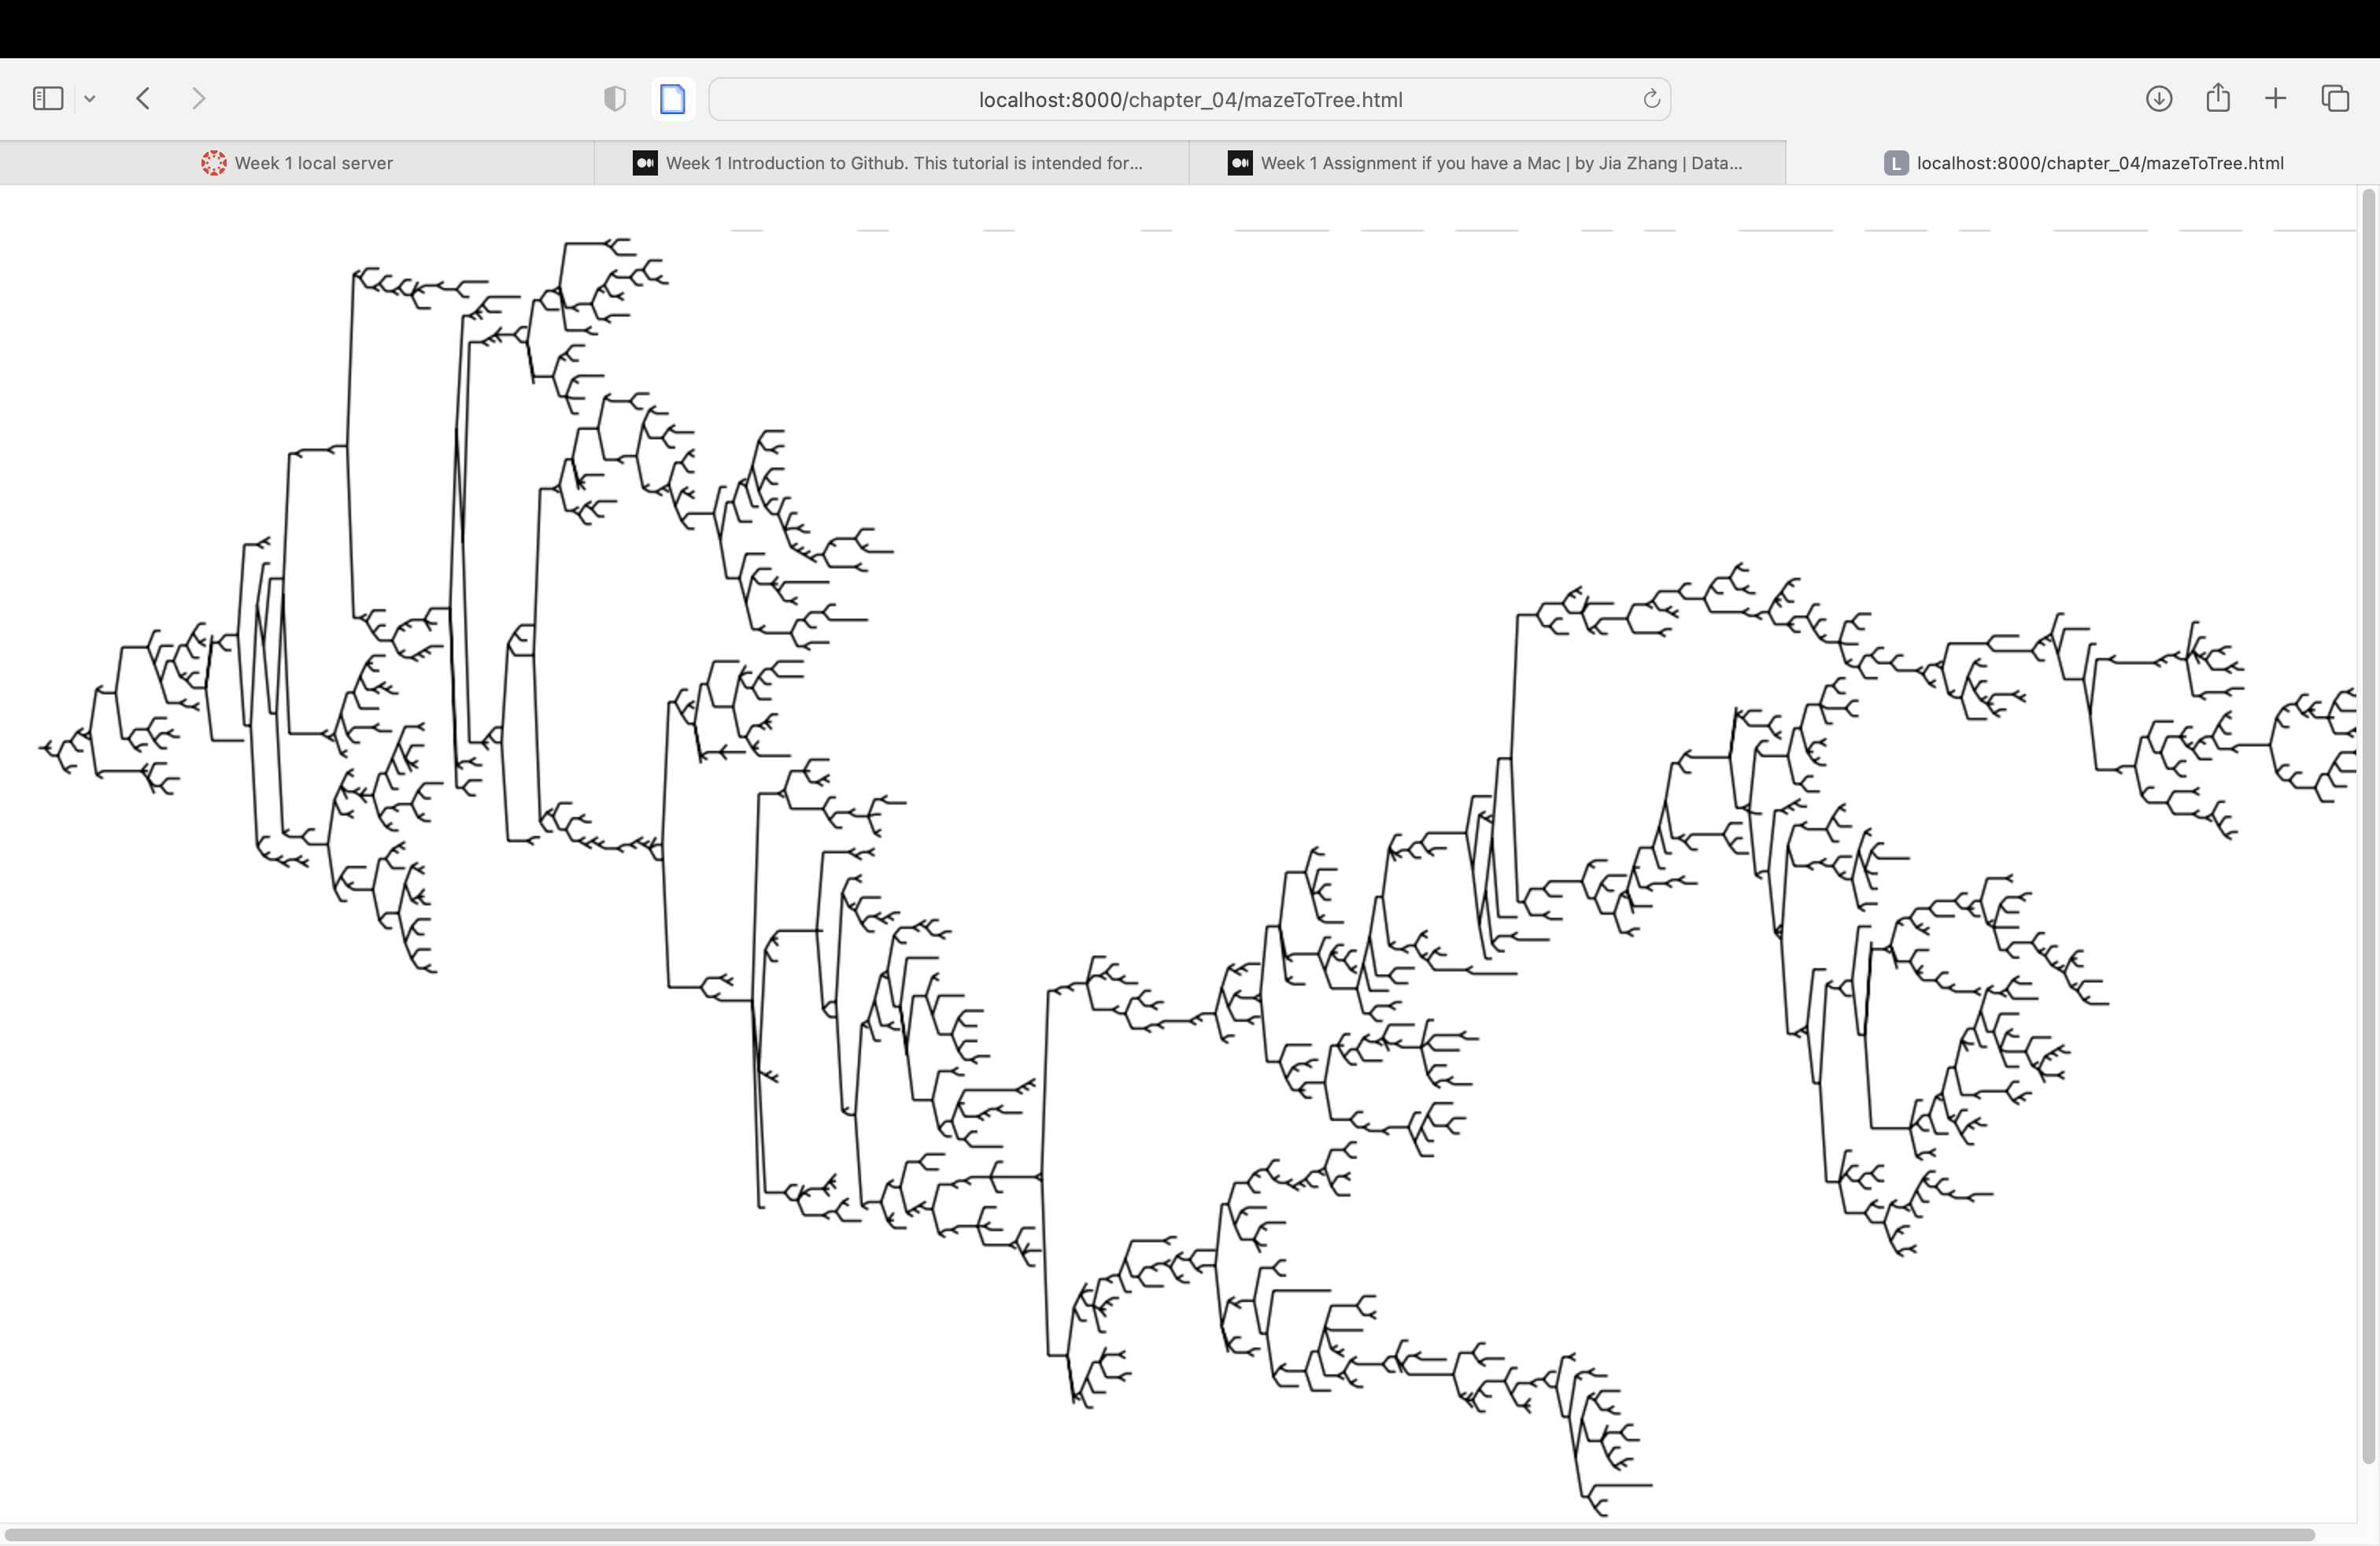 localhost:8000/chapter_04/mazeToTree.html
Week 1 local server
Week 1 Introduction to Github. This tutorial is intended for...
Week 1 Assignment if you have a Mac | by Jia Zhang | Data...
L
localhost:8000/chapter_04/mazeToTree.html